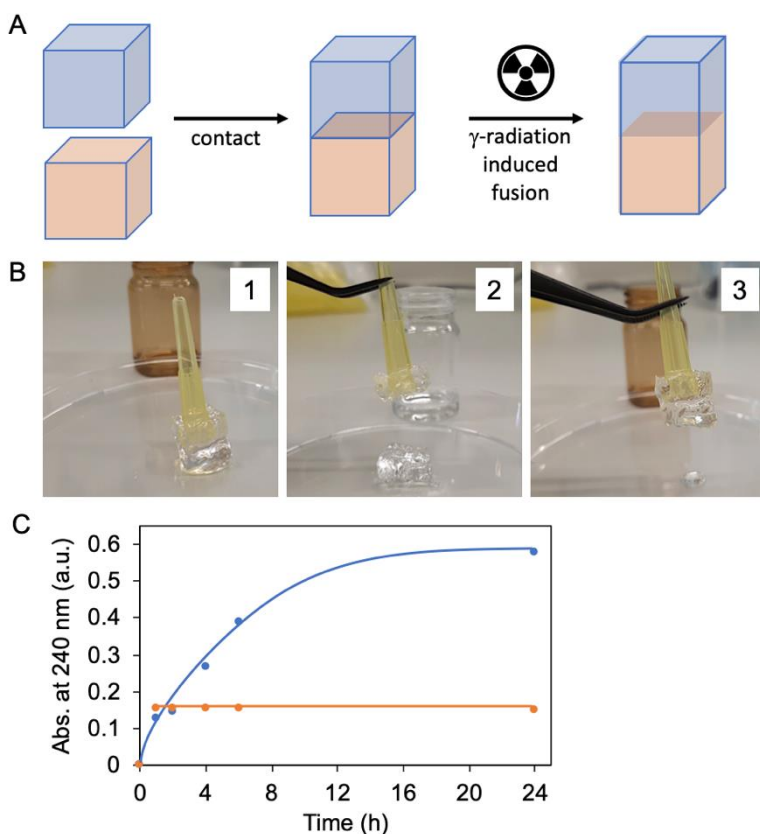 A
contact
γ-radiation
induced
fusion
B
1
2
3
C
Abs. at 240 nm (a.u.)
0.6
0.5
0.4
0.3
0.2
0.1
0
0
4
8
12
16
20
24
Time (h)